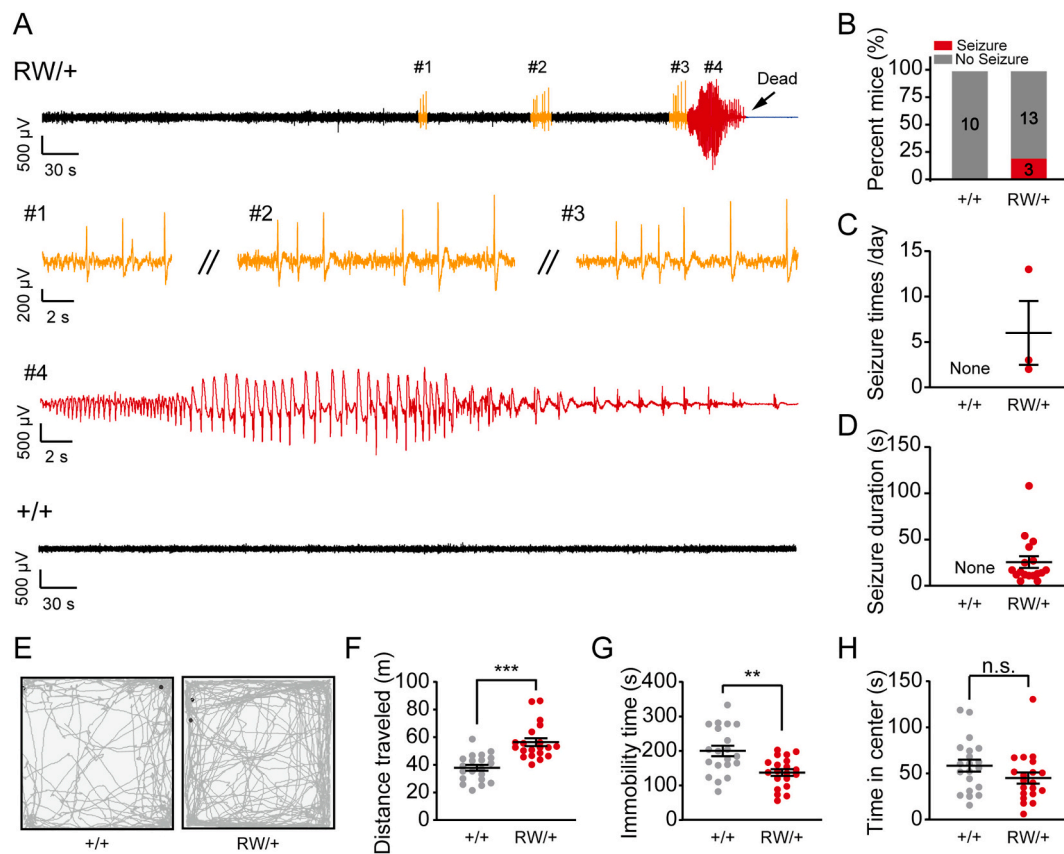 A
RW/+
#1
#2
#3
#4
Dead
500 µV
30 s
#1
#2
#3
//
//
200 µV
2 s
#4
500 µV
2 s
+/+
500 µV
30 s
B
Seizure
No Seizure
Percent mice (%)
100
75
50
25
0
10
13
3
+/+
RW/+
C
Seizure times /day
15
10
5
0
None
+/+
RW/+
D
Seizure duration (s)
150
100
50
0
None
+/+
RW/+
E
+/+
RW/+
F
Distance traveled (m)
100
80
60
40
20
0
***
+/+
RW/+
G
Immobility time (s)
400
300
200
100
0
**
+/+
RW/+
H
Time in center (s)
150
100
50
0
n.s.
+/+
RW/+